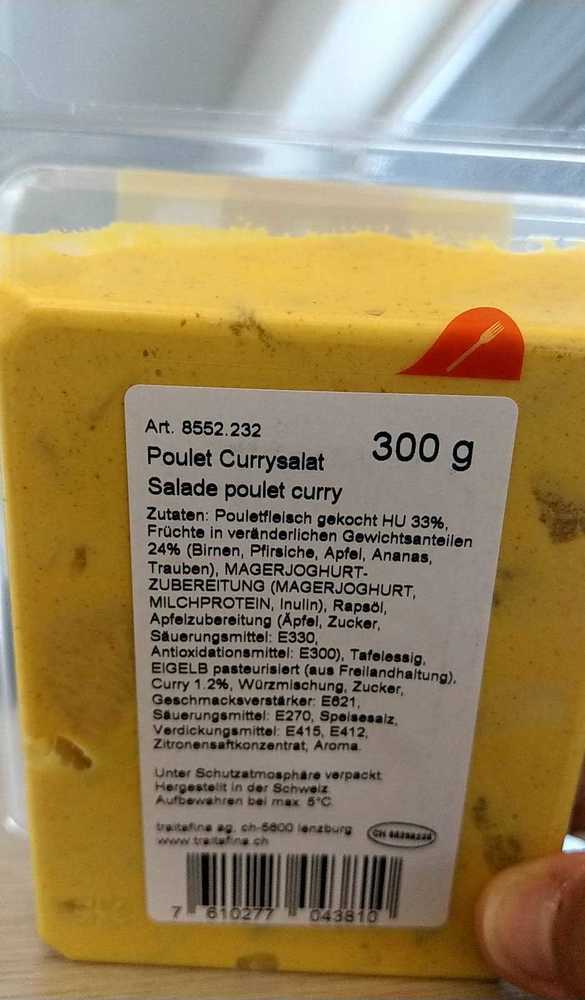 Art. 8552.232
300 g
Poulet Currysalat
Salade poulet curry
Zutaten: Pouletfleisch gekocht HU 33%,
Früchte in veränderlichen Gewichtsanteilen
24% (Birnen, Pfirsiche, Apfel, Ananas,
Trauben), MAGERJOGHURT-
ZUBEREITUNG (MAGERJOGHURT,
MILCHPROTEIN, Inulin), Rapsöl,
Apfelzubereitung (Äpfel, Zucker,
Säuerungsmittel: E330,
Antioxidationsmittel: E300), Tafelessig,
EIGELB pasteurisiert (aus Freilandhaltung),
Curry 1.2%, Würzmischung, Zucker,
Geschmacksverstärker: E621,
Säuerungsmittel: E270, Speisesalz,
Verdickungsmittel: E415, E412,
Zitronensaftkonzentrat, Aroma.
Unter Schutzatmosphäre verpackt
Hergestellt in der Schweiz
Aufbewahren bei max. 5°C
traitafina ag, ch-5600 lenzburg
CH
www.traitafina.ch
7 610277 043810